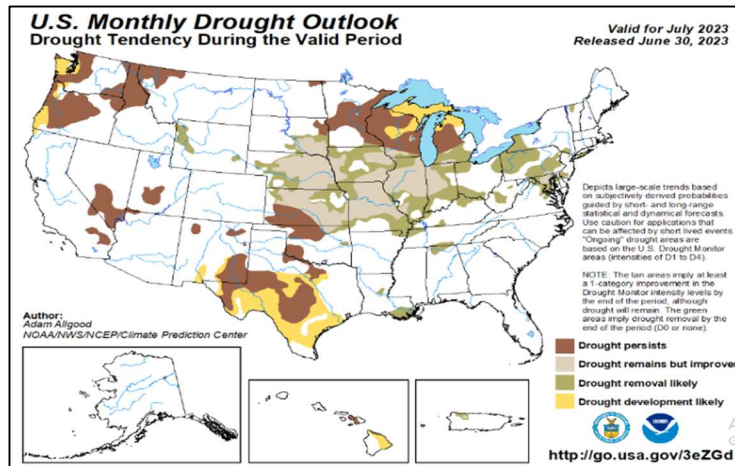 U.S. Monthly Drought Outlook
Drought Tendency During the Valid Period
Valid for July 2023
Released June 30, 2023
Depicts large-scale trends based
on subjectively derived probabilities
guided by short- and long-range
statistical and dynamical forecasts.
Use caution for applications that
can be affected by short lived events.
"Ongoing" drought areas are
based on the U.S. Drought Monitor
areas (intensities of D1 to D4).
NOTE: The tan areas imply at least
a 1-category improvement in the
Drought Monitor intensity levels by
the end of the period, although
drought will remain. The green
areas imply drought removal by the
end of the period (D0 or none).
Author:
Adam Allgood
NOAA/NWS/NCEP/Climate Prediction Center
Drought persists
Drought remains but improves
Drought removal likely
Drought development likely
http://go.usa.gov/3eZGd